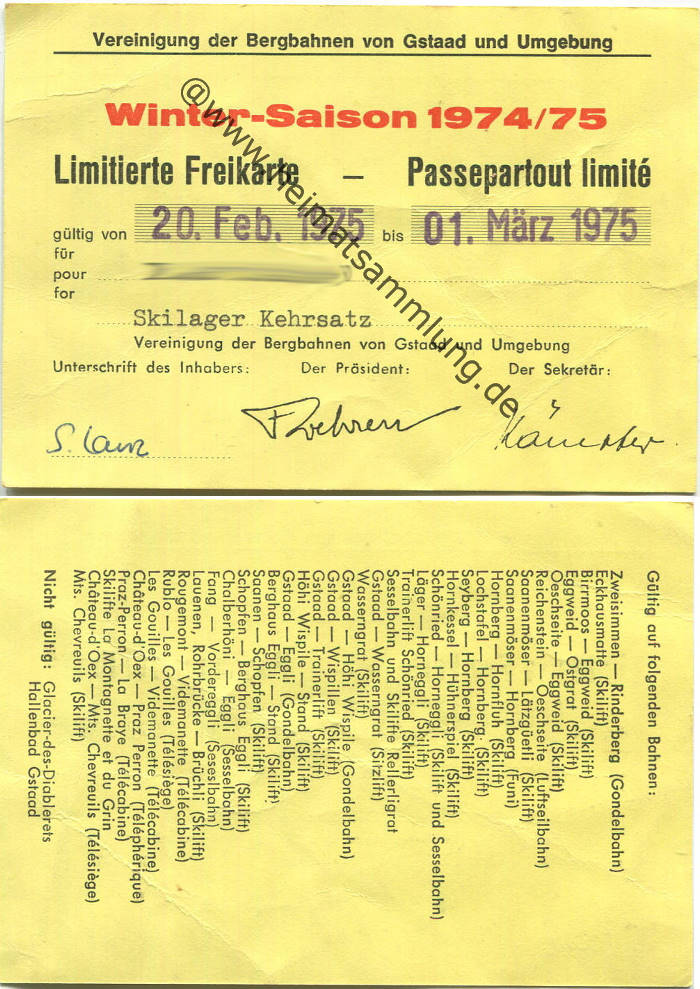 Vereinigung der Bergbahnen von Gstaad und Umgebung
Winter-Saison 1974/75
Limitierte Freikarte — Passepartout limité
gültig von 20. Feb. 1975 bis 01. März 1975
für
pour
for
Skilager Kehrsatz
Vereinigung der Bergbahnen von Gstaad und Umgebung
Unterschrift des Inhabers: Der Präsident: Der Sekretär:
@www.heimatsammlung.de
Gültig auf folgenden Bahnen:
Zweisimmen — Rinderberg (Gondelbahn)
Eckhausmatte (Skilift)
Birrmoos — Eggweid (Skilift)
Eggweid — Ostgrat (Skilift)
Oeschseite — Eggweid (Skilift)
Reichenstein — Oeschseite (Luftseilbahn)
Saanenmöser — Lätzgüetli (Skilift)
Saanenmöser — Hornberg (Funi)
Hornberg — Hornfluh (Skilift)
Lochstafel — Hornberg (Skilift)
Seyberg — Hornberg (Skilift)
Hornkessel — Hühnerspiel (Skilift)
Schönried — Horneggli (Skilift und Sesselbahn)
Läger — Horneggli (Skilift)
Trainerlift Schönried (Skilift)
Sesselbahn und Skilifte Rellerligrat
Gstaad — Wasserngrat (Sitzlift)
Wasserngrat (Skilift)
Gstaad — Höhi Wispile (Gondelbahn)
Gstaad — Wispillen (Skilift)
Gstaad — Trainerlift (Skilift)
Höhi Wispile — Stand (Skilift)
Gstaad — Eggli (Gondelbahn)
Berghaus Eggli — Stand (Skilift)
Saanen — Schopfen (Skilift)
Schopfen — Berghaus Eggli (Skilift)
Chalberhöni — Eggli (Sesselbahn)
Fang — Vordereggli (Sesselbahn)
Lauenen, Rohrbrücke — Brüchli (Skilift)
Rougemont — Videmanette (Télécabine)
Rubło — Les Gouilles (Télésiège)
Les Gouilles — Videmanette (Télécabine)
Château-d'Oex — Praz Perron (Téléphérique)
Praz-Perron — La Braye (Télécabine)
Skilifte La Montagnette et du Grin
Château-d'Oex — Mts. Chevreuils (Télésiège)
Mts. Chevreuils (Skilift)
Nicht gültig: Glacier-des-Diablerets
Hallenbad Gstaad